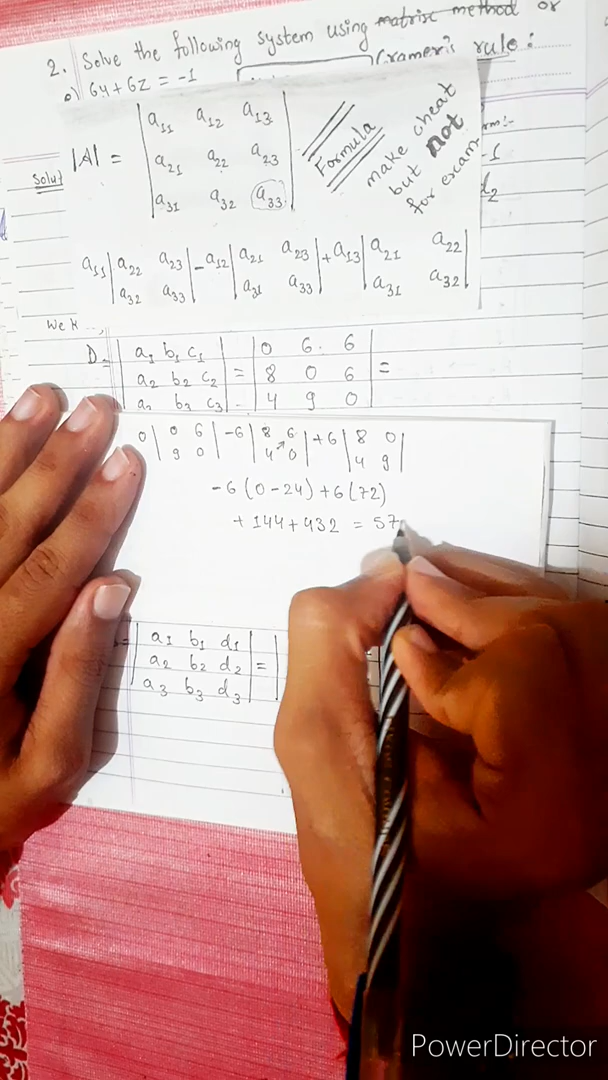 2. Solve the following system using matrix method or
Cramer's rule:
a) 6y+6z = -1
|A| = | a11 a12 a13 |
| a21 a22 a23 |
| a31 a32 a33 |
Formula
make cheat
but not
for exam
Solut
-1
d2
a11 | a22 a23 | - a12 | a21 a23 | + a13 | a21 a22 |
| a32 a33 | | a31 a33 | | a31 a32 |
We k
D = | a1 b1 c1 | = | 0 6 6 | =
| a2 b2 c2 | | 8 0 6 |
| a3 b3 c3 | | 4 9 0 |
0 | 0 6 | -6 | 8 6 | +6 | 8 0 |
| 9 0 | | 4 0 | | 4 9 |
-6 (0-24) +6 (72)
+ 144 + 432 = 57
= | a1 b1 d1 | = |
| a2 b2 d2 |
| a3 b3 d3 |
PowerDirector